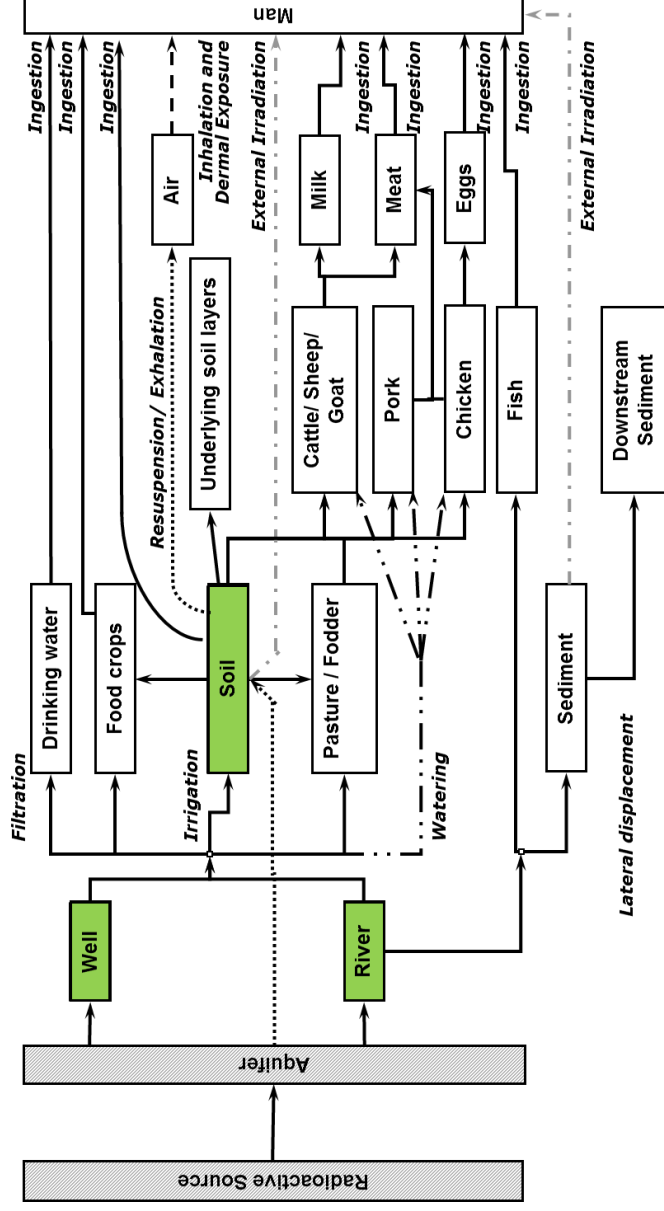 Radioactive Source
Aquifer
Well
River
Filtration
Irrigation
Watering
Lateral displacement
Drinking water
Food crops
Soil
Pasture / Fodder
Sediment
Resuspension/ Exhalation
Underlying soil layers
Cattle/ Sheep/
Goat
Pork
Chicken
Fish
Downstream
Sediment
Air
Milk
Meat
Eggs
Ingestion
Ingestion
Ingestion
Inhalation and
Dermal Exposure
External Irradiation
Ingestion
Ingestion
Ingestion
Ingestion
External Irradiation
Man